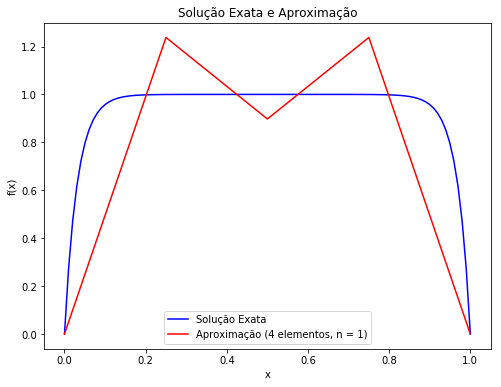 Solução Exata e Aproximação
f(x)
1.2
1.0
0.8
0.6
0.4
0.2
0.0
Solução Exata
Aproximação (4 elementos, n = 1)
0.0 0.2 0.4 0.6 0.8 1.0
x